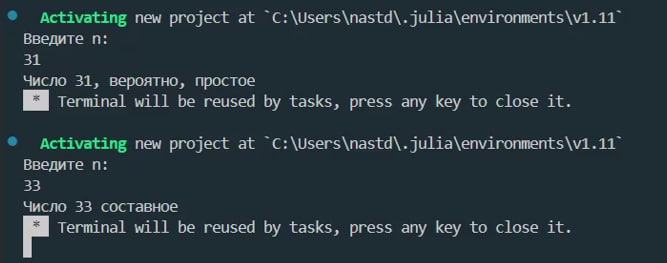 Activating new project at `C:\Users\nastd\.julia\environments\v1.11`
Введите n:
31
Число 31, вероятно, простое
* Terminal will be reused by tasks, press any key to close it.
Activating new project at `C:\Users\nastd\.julia\environments\v1.11`
Введите n:
33
Число 33 составное
* Terminal will be reused by tasks, press any key to close it.